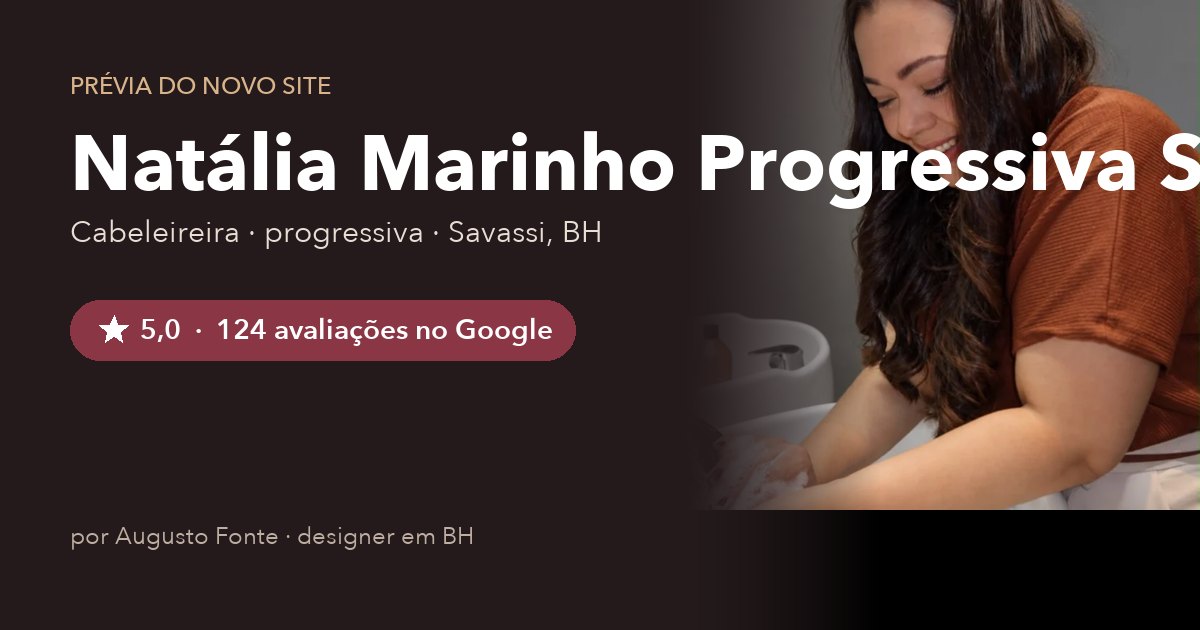 PRÉVIA DO NOVO SITE
Natália Marinho Progressiva S
Cabeleireira · progressiva · Savassi, BH
★ 5,0 · 124 avaliações no Google
por Augusto Fonte · designer em BH